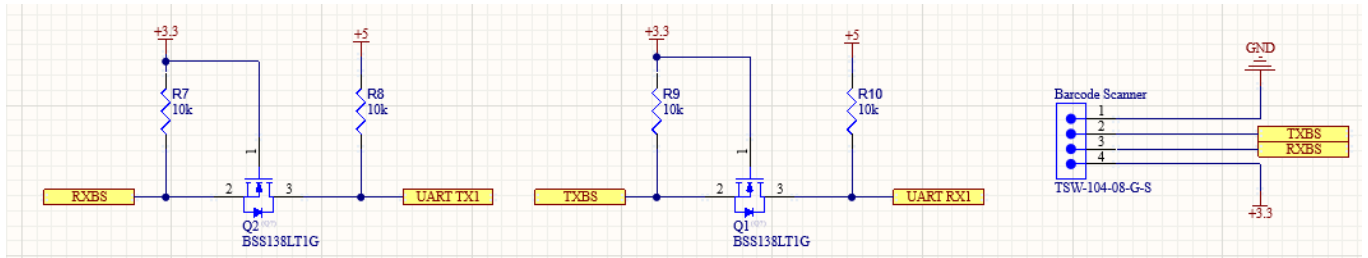 +3.3
R7
10k
1
RXBS
2
3
Q2
BSS138LT1G
+5
R8
10k
UART TX1
+3.3
R9
10k
1
TXBS
2
3
Q1
BSS138LT1G
+5
R10
10k
UART RX1
GND
Barcode Scanner
1
2
3
4
TXBS
RXBS
TSW-104-08-G-S
+3.3